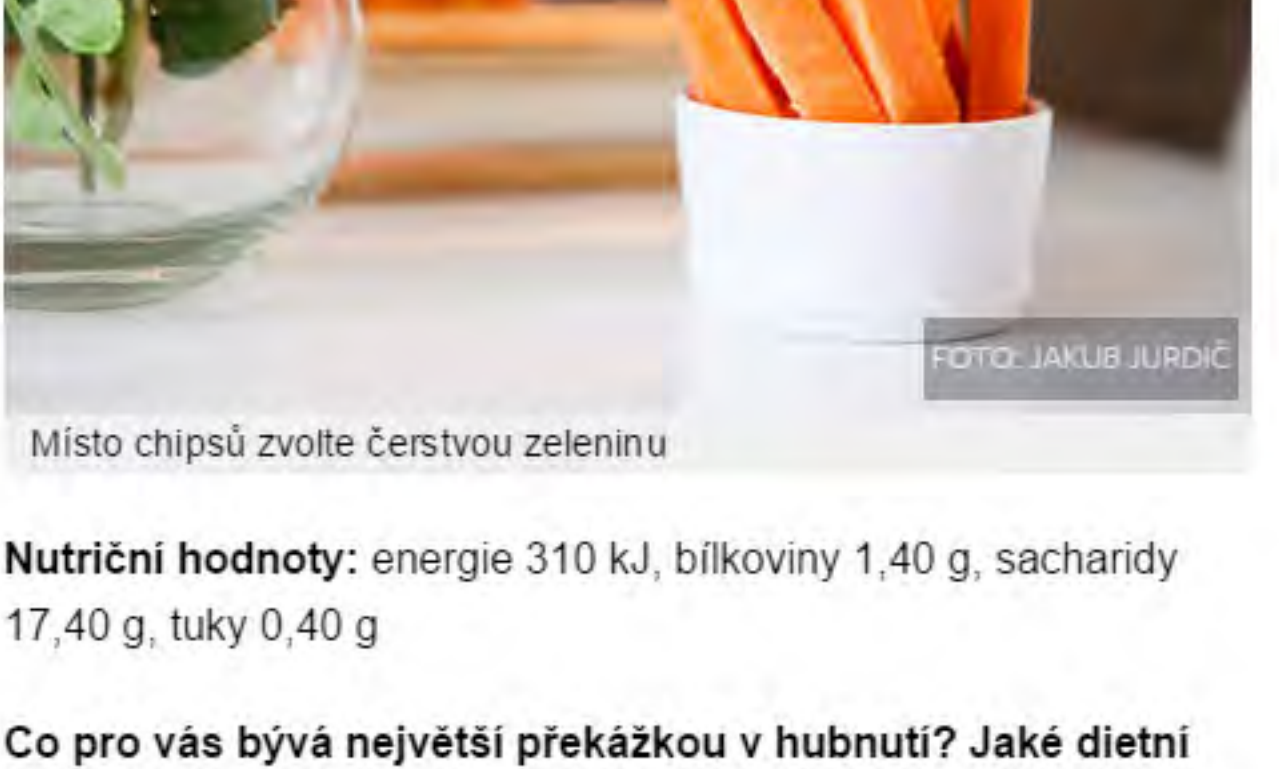 FOTO: JAKUB JURDIČ
Místo chipsů zvolte čerstvou zeleninu
Nutriční hodnoty: energie 310 kJ, bílkoviny 1,40 g, sacharidy
17,40 g, tuky 0,40 g
Co pro vás bývá největší překážkou v hubnutí? Jaké dietní